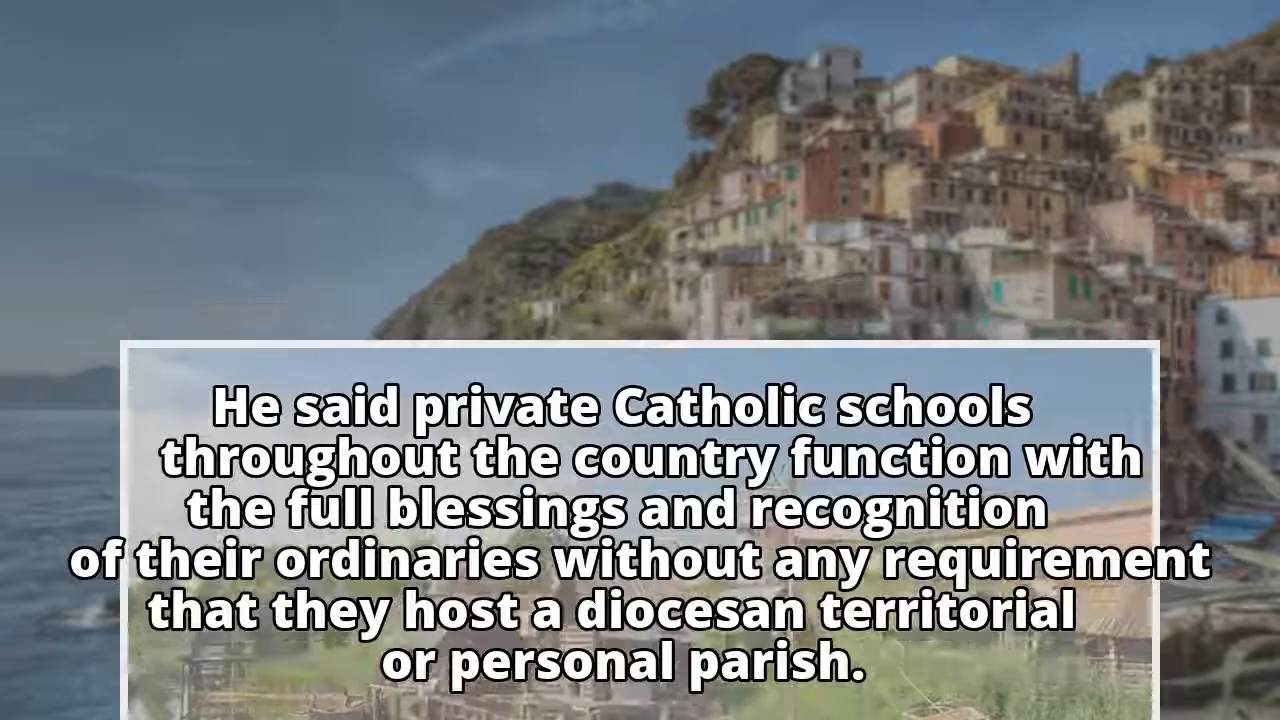 He said private Catholic schools
throughout the country function with
the full blessings and recognition
of their ordinaries without any requirement
that they host a diocesan territorial
or personal parish.